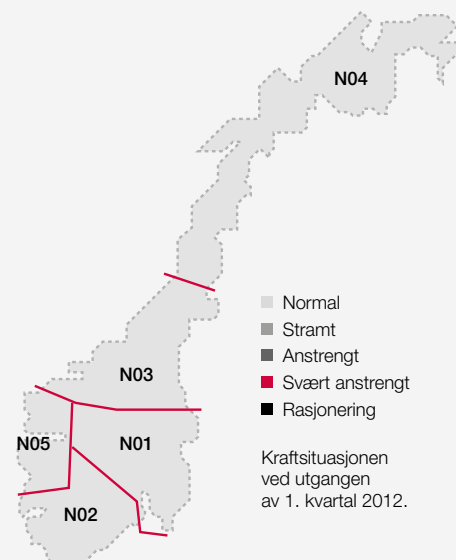 N04
Normal
Stramt
Anstrengt
Svært anstrengt
Rasjonering
N03
N05
N01
N02
Kraftsituasjonen
ved utgangen
av 1. kvartal 2012.